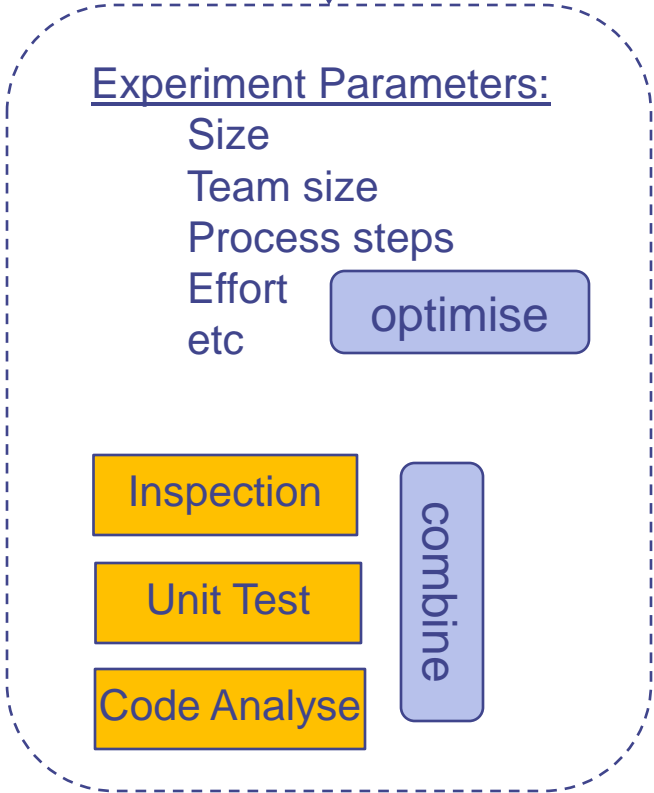 Experiment Parameters:
Size
Team size
Process steps
Effort
etc
optimise
Inspection
Unit Test
Code Analyse
combine